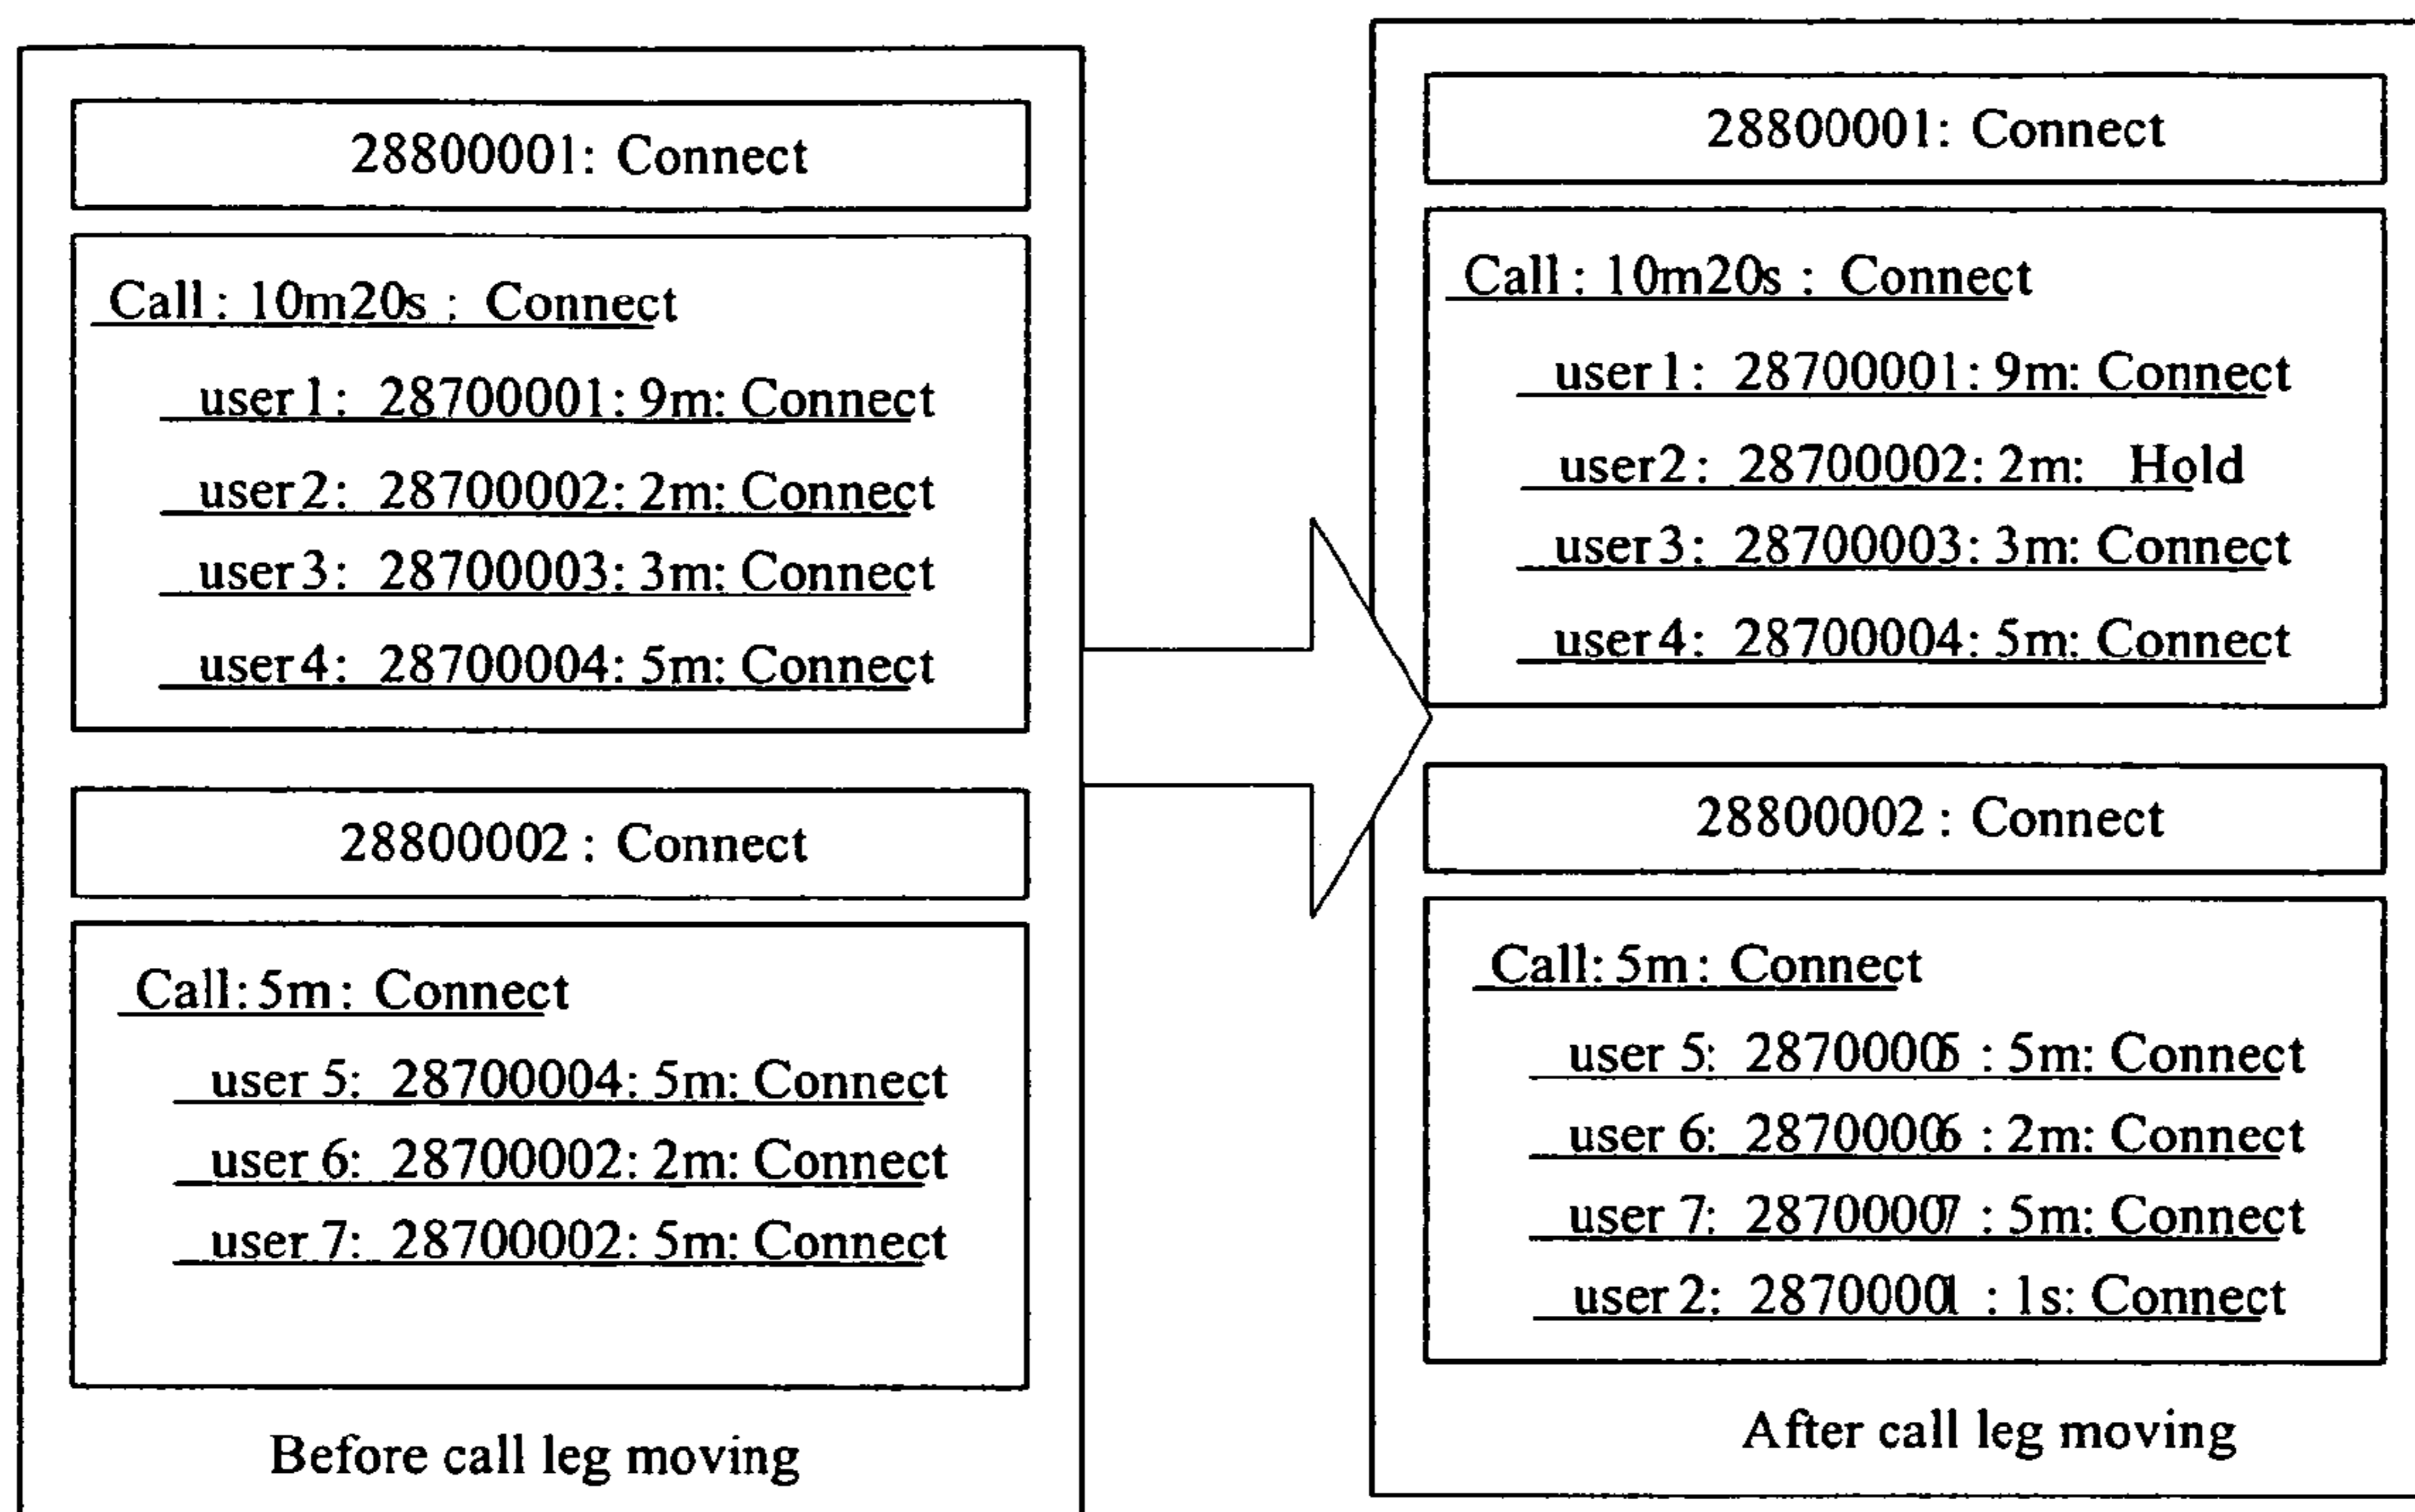 28800001: Connect
Call: 10m20s : Connect
user1: 28700001: 9m: Connect
user2: 28700002: 2m: Connect
user3: 28700003: 3m: Connect
user4: 28700004: 5m: Connect
28800002 : Connect
Call: 5m: Connect
user 5: 28700004: 5m: Connect
user 6: 28700002: 2m: Connect
user 7: 28700002: 5m: Connect
Before call leg moving
28800001: Connect
Call: 10m20s : Connect
user1: 28700001: 9m: Connect
user2: 28700002: 2m: Hold
user3: 28700003: 3m: Connect
user4: 28700004: 5m: Connect
28800002 : Connect
Call: 5m: Connect
user 5: 28700005 : 5m: Connect
user 6: 28700006 : 2m: Connect
user 7: 28700007 : 5m: Connect
user 2: 28700001 : 1s: Connect
After call leg moving